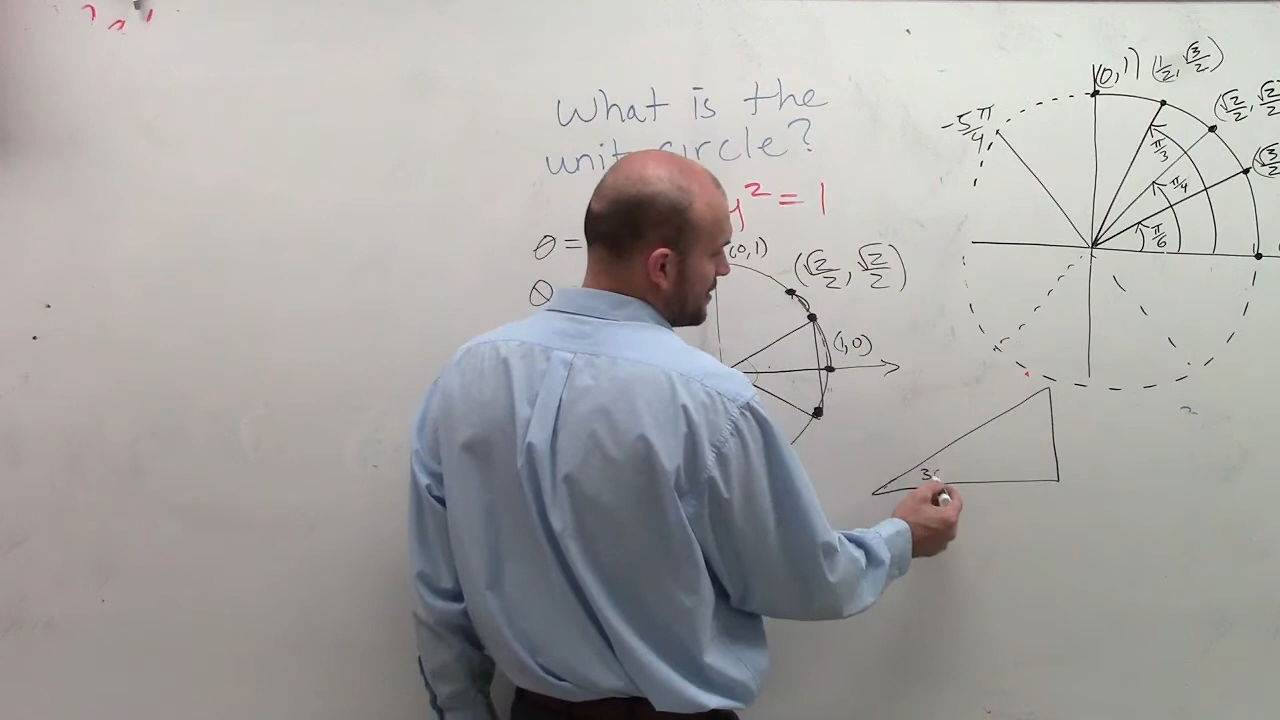 What is the
unit circle?
y² = 1
θ =
θ
(0,1)
(√2/2, √2/2)
(1,0)
(0,1)
(1/2, √3/2)
(√2/2, √2
(√3/2
-5π/4
π/3
π/4
π/6